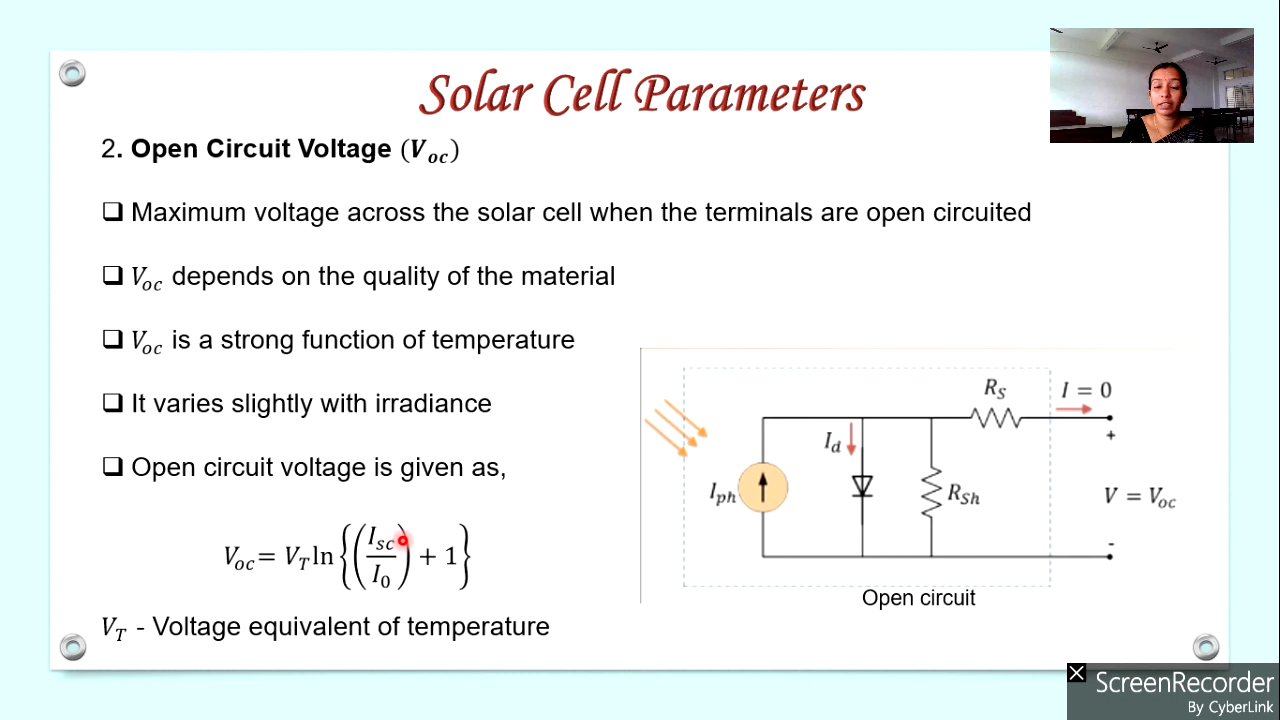 Solar Cell Parameters
2. Open Circuit Voltage (V_oc)
❑ Maximum voltage across the solar cell when the terminals are open circuited
❑ V_oc depends on the quality of the material
❑ V_oc is a strong function of temperature
❑ It varies slightly with irradiance
❑ Open circuit voltage is given as,
V_oc = V_T ln {(I_sc / I_0) + 1}
V_T - Voltage equivalent of temperature
R_S
I = 0
I_d
+
I_ph
R_Sh
V = V_oc
-
Open circuit
ScreenRecorder
By CyberLink